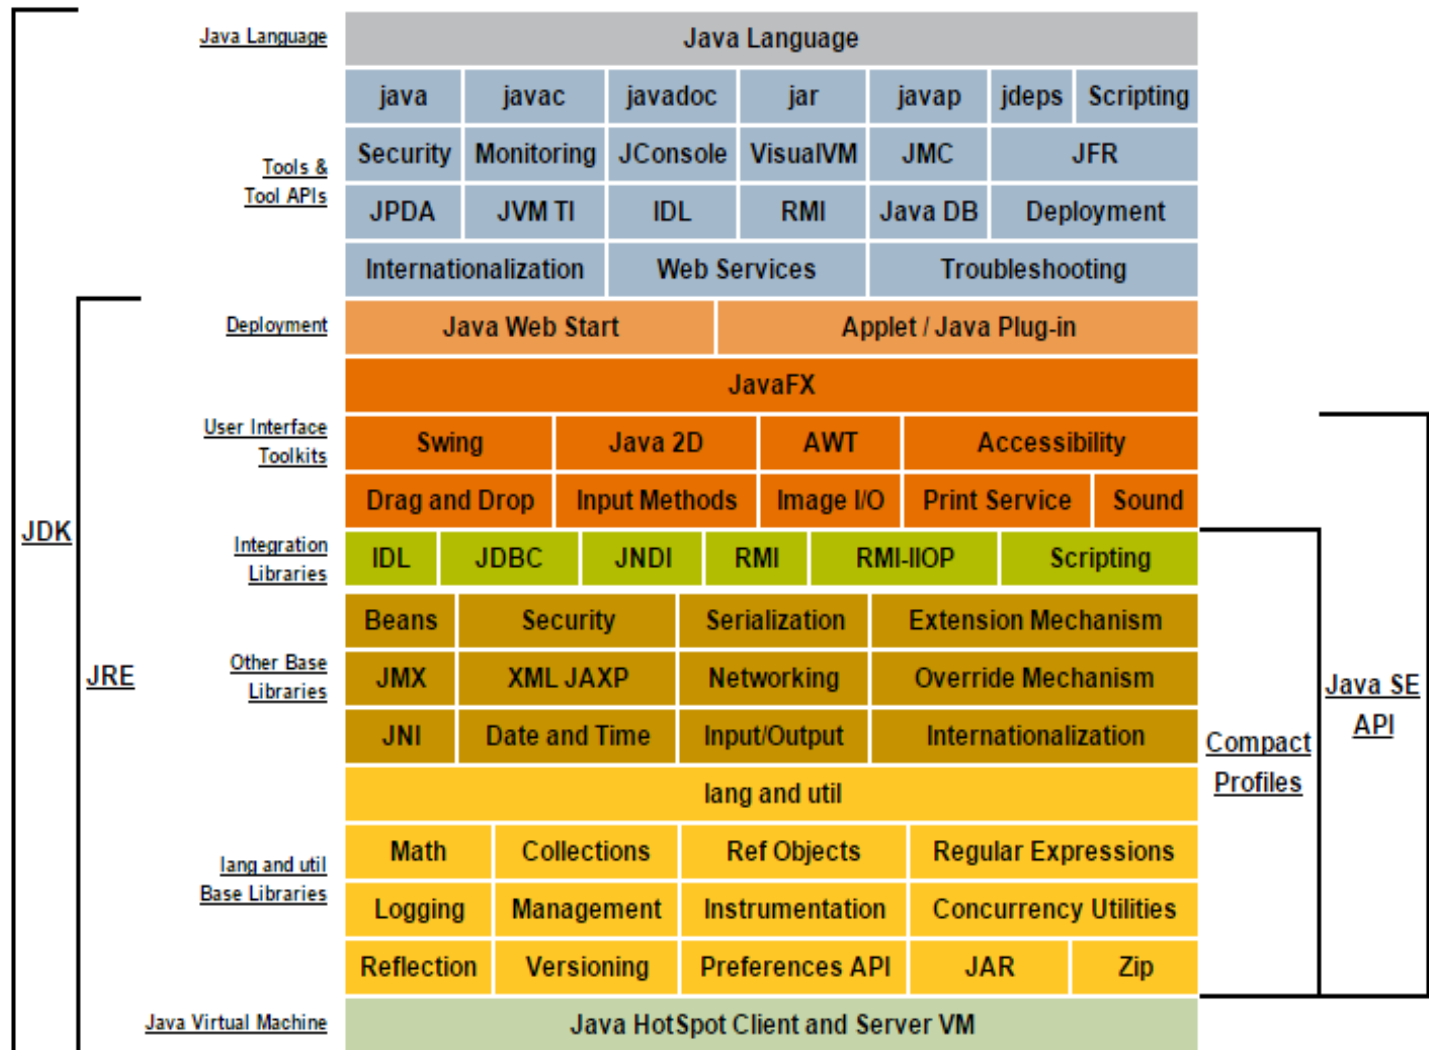 Java Language Java Language
java javac javadoc jar javap jdeps Scripting
Security Monitoring JConsole VisualVM JMC JFR
Tools &
Tool APIs
JPDA JVM TI IDL RMI Java DB Deployment
Internationalization Web Services Troubleshooting
Deployment Java Web Start Applet / Java Plug-in
JavaFX
User Interface
Toolkits
Swing Java 2D AWT Accessibility
Drag and Drop Input Methods Image I/O Print Service Sound
JDK
Integration
Libraries
IDL JDBC JNDI RMI RMI-IIOP Scripting
Beans Security Serialization Extension Mechanism
JRE
Other Base
Libraries
JMX XML JAXP Networking Override Mechanism
Java SE
API
JNI Date and Time Input/Output Internationalization
Compact
Profiles
lang and util
Math Collections Ref Objects Regular Expressions
lang and util
Base Libraries
Logging Management Instrumentation Concurrency Utilities
Reflection Versioning Preferences API JAR Zip
Java Virtual Machine Java HotSpot Client and Server VM